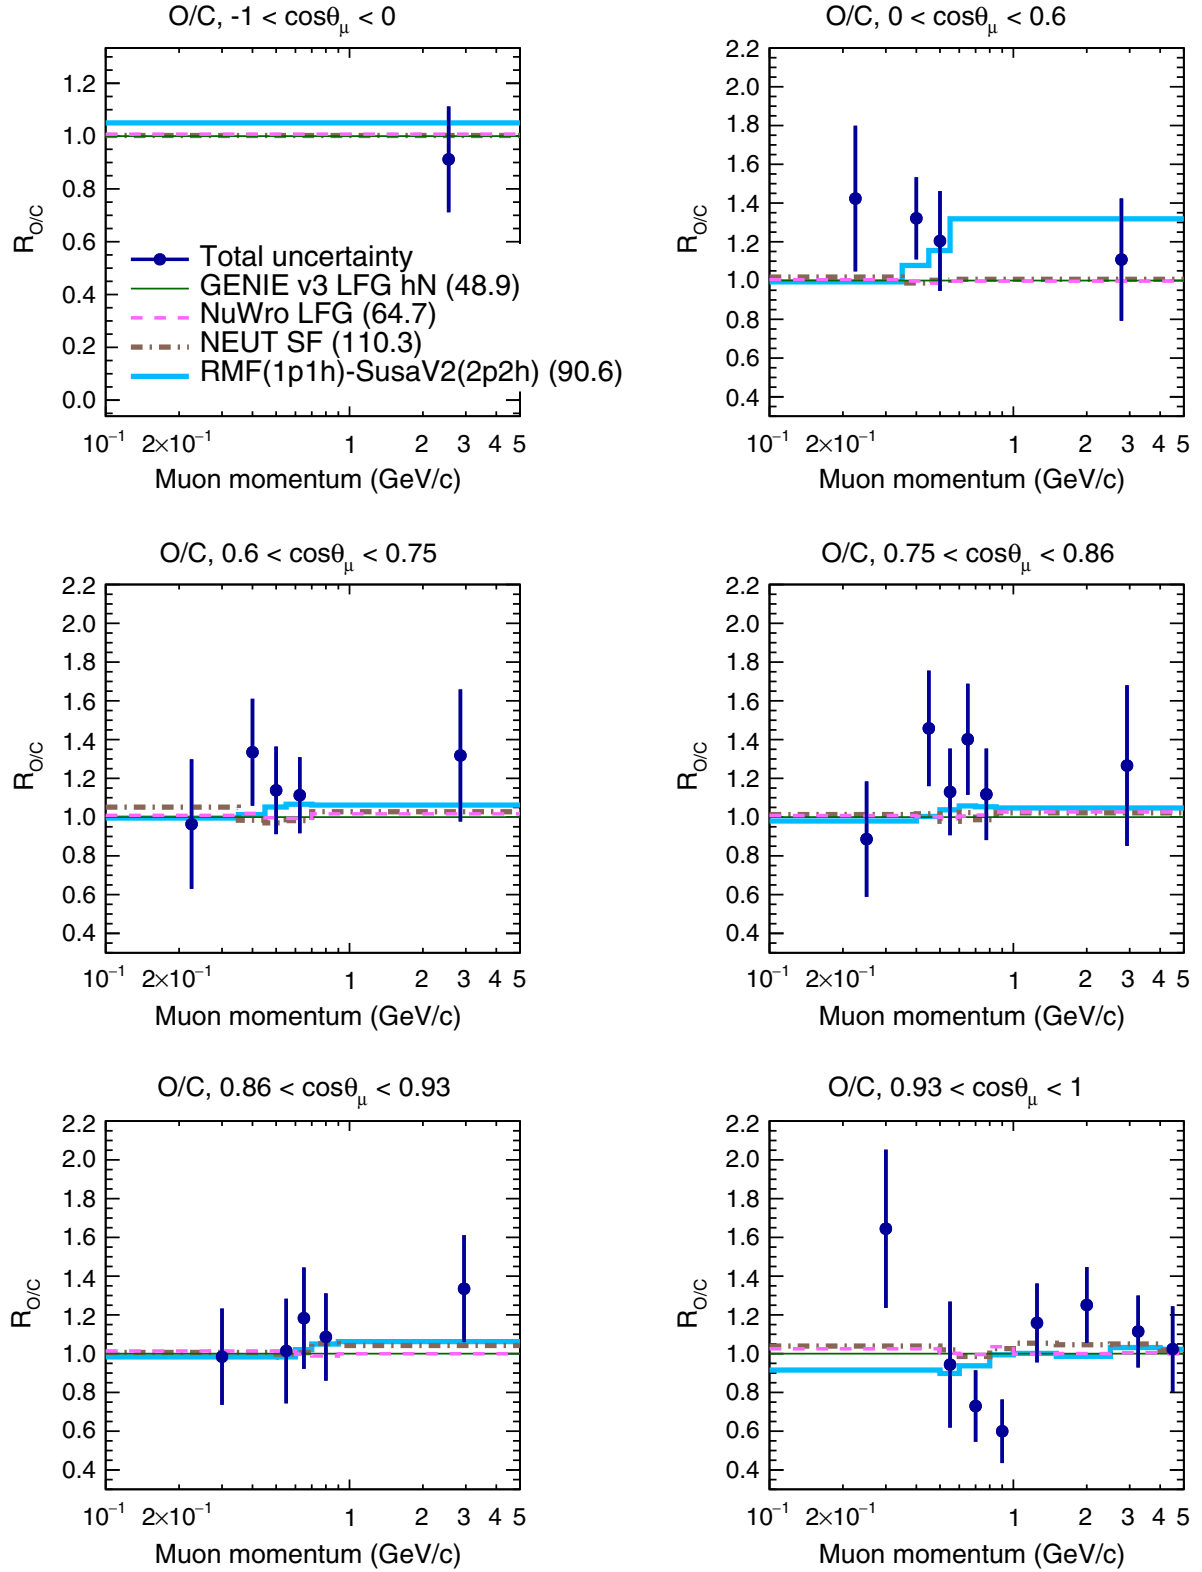 O/C, -1 < cosθμ < 0
RO/C
1.2
1.0
0.8
0.6
0.4
0.2
0.0
Total uncertainty
GENIE v3 LFG hN (48.9)
NuWro LFG (64.7)
NEUT SF (110.3)
RMF(1p1h)-SusaV2(2p2h) (90.6)
10⁻¹ 2×10⁻¹ 1 2 3 4 5
Muon momentum (GeV/c)
O/C, 0 < cosθμ < 0.6
RO/C
2.2
2.0
1.8
1.6
1.4
1.2
1.0
0.8
0.6
0.4
10⁻¹ 2×10⁻¹ 1 2 3 4 5
Muon momentum (GeV/c)
O/C, 0.6 < cosθμ < 0.75
RO/C
2.2
2.0
1.8
1.6
1.4
1.2
1.0
0.8
0.6
0.4
10⁻¹ 2×10⁻¹ 1 2 3 4 5
Muon momentum (GeV/c)
O/C, 0.75 < cosθμ < 0.86
RO/C
2.2
2.0
1.8
1.6
1.4
1.2
1.0
0.8
0.6
0.4
10⁻¹ 2×10⁻¹ 1 2 3 4 5
Muon momentum (GeV/c)
O/C, 0.86 < cosθμ < 0.93
RO/C
2.2
2.0
1.8
1.6
1.4
1.2
1.0
0.8
0.6
0.4
10⁻¹ 2×10⁻¹ 1 2 3 4 5
Muon momentum (GeV/c)
O/C, 0.93 < cosθμ < 1
RO/C
2.2
2.0
1.8
1.6
1.4
1.2
1.0
0.8
0.6
0.4
10⁻¹ 2×10⁻¹ 1 2 3 4 5
Muon momentum (GeV/c)